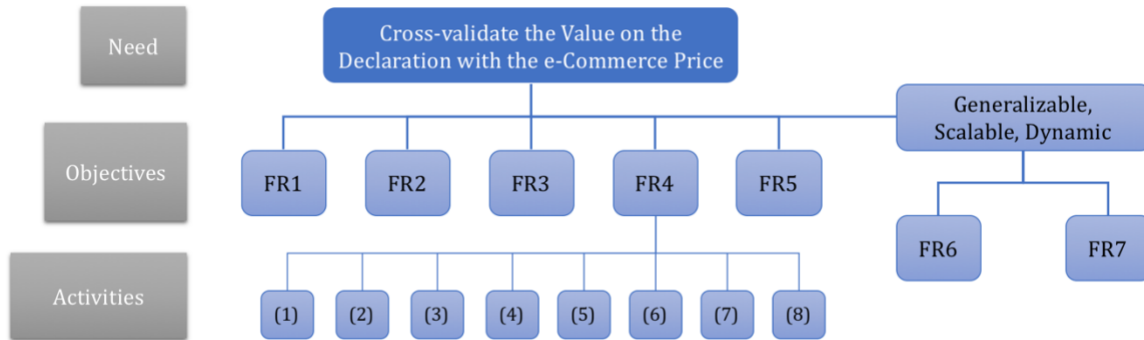 Need
Cross-validate the Value on the
Declaration with the e-Commerce Price
Generalizable,
Scalable, Dynamic
Objectives
FR1 FR2 FR3 FR4 FR5
FR6 FR7
Activities
(1) (2) (3) (4) (5) (6) (7) (8)